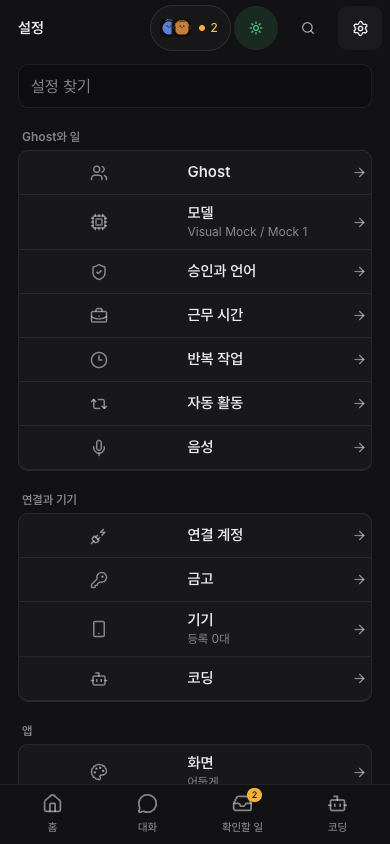 설정
2
설정 찾기
Ghost와 일
Ghost
모델
Visual Mock / Mock 1
승인과 언어
근무 시간
반복 작업
자동 활동
음성
연결과 기기
연결 계정
금고
기기
등록 0대
코딩
앱
화면
어둡게
홈
대화
2
확인할 일
코딩